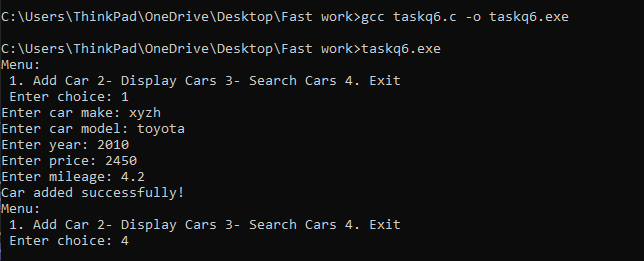 C:\Users\ThinkPad\OneDrive\Desktop\Fast work>gcc taskq6.c -o taskq6.exe
C:\Users\ThinkPad\OneDrive\Desktop\Fast work>taskq6.exe
Menu:
 1. Add Car 2- Display Cars 3- Search Cars 4. Exit
 Enter choice: 1
Enter car make: xyzh
Enter car model: toyota
Enter year: 2010
Enter price: 2450
Enter mileage: 4.2
Car added successfully!
Menu:
 1. Add Car 2- Display Cars 3- Search Cars 4. Exit
 Enter choice: 4